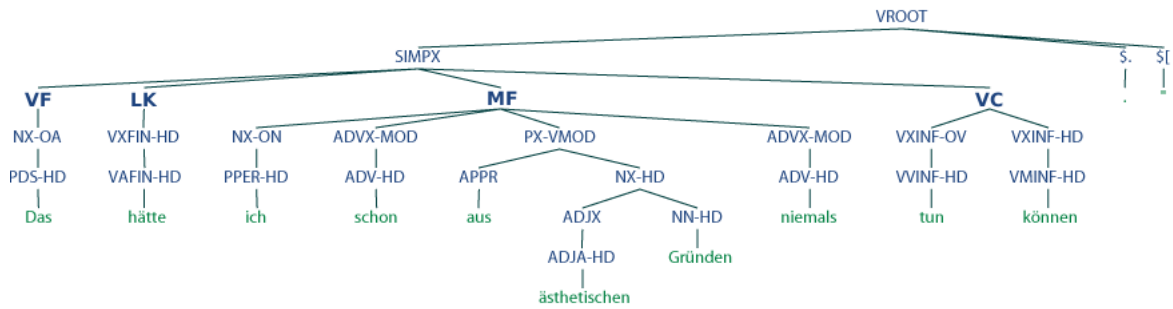 VROOT
SIMPX $. $[
VF LK MF VC . "
NX-OA VXFIN-HD NX-ON ADVX-MOD PX-VMOD ADVX-MOD VXINF-OV VXINF-HD
PDS-HD VAFIN-HD PPER-HD ADV-HD APPR NX-HD ADV-HD VVINF-HD VMINF-HD
Das hätte ich schon aus ADJX NN-HD niemals tun können
ADJA-HD Gründen
ästhetischen